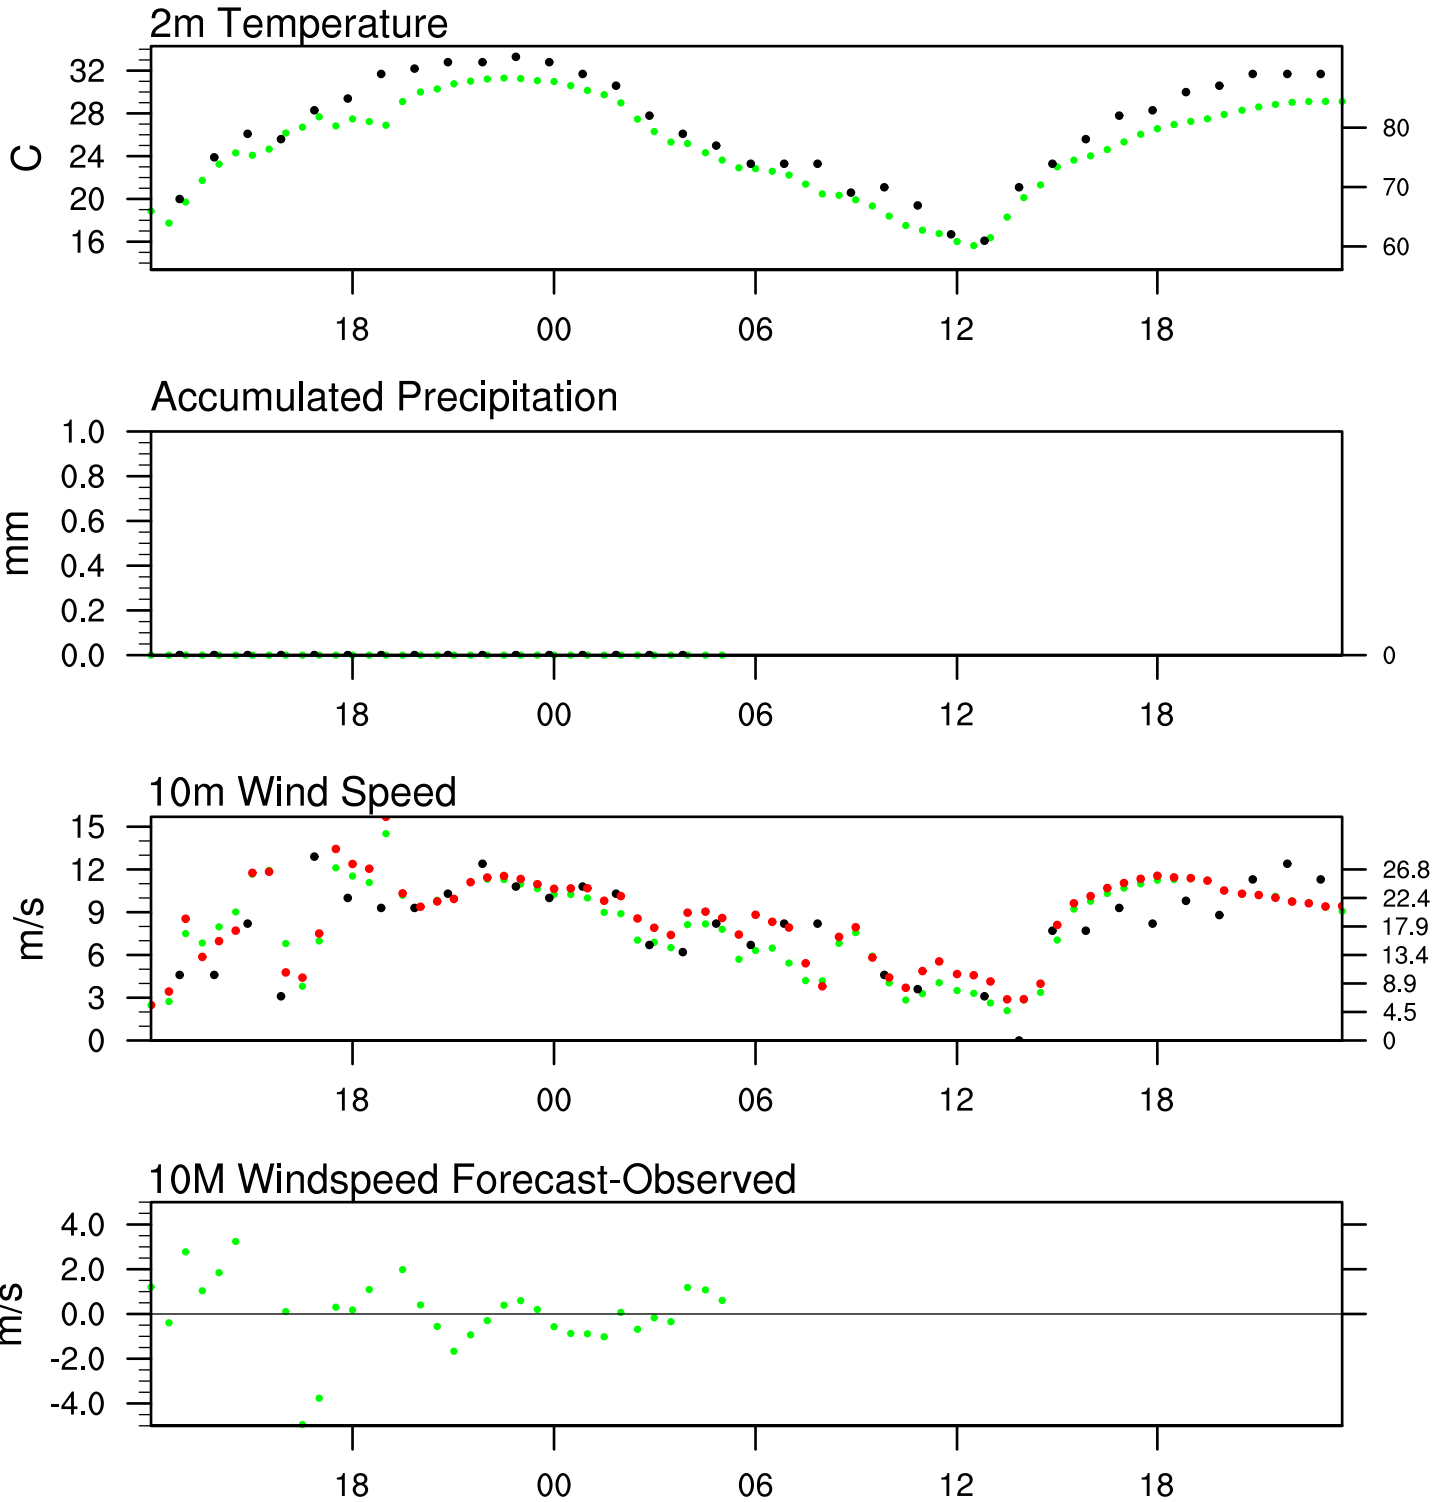 2m Temperature
32
28
24
20
16
C
80
70
60
18 00 06 12 18
Accumulated Precipitation
1.0
0.8
0.6
0.4
0.2
0.0
mm
0
18 00 06 12 18
10m Wind Speed
15
12
9
6
3
0
m/s
26.8
22.4
17.9
13.4
8.9
4.5
0
18 00 06 12 18
10M Windspeed Forecast-Observed
4.0
2.0
0.0
-2.0
-4.0
m/s
18 00 06 12 18